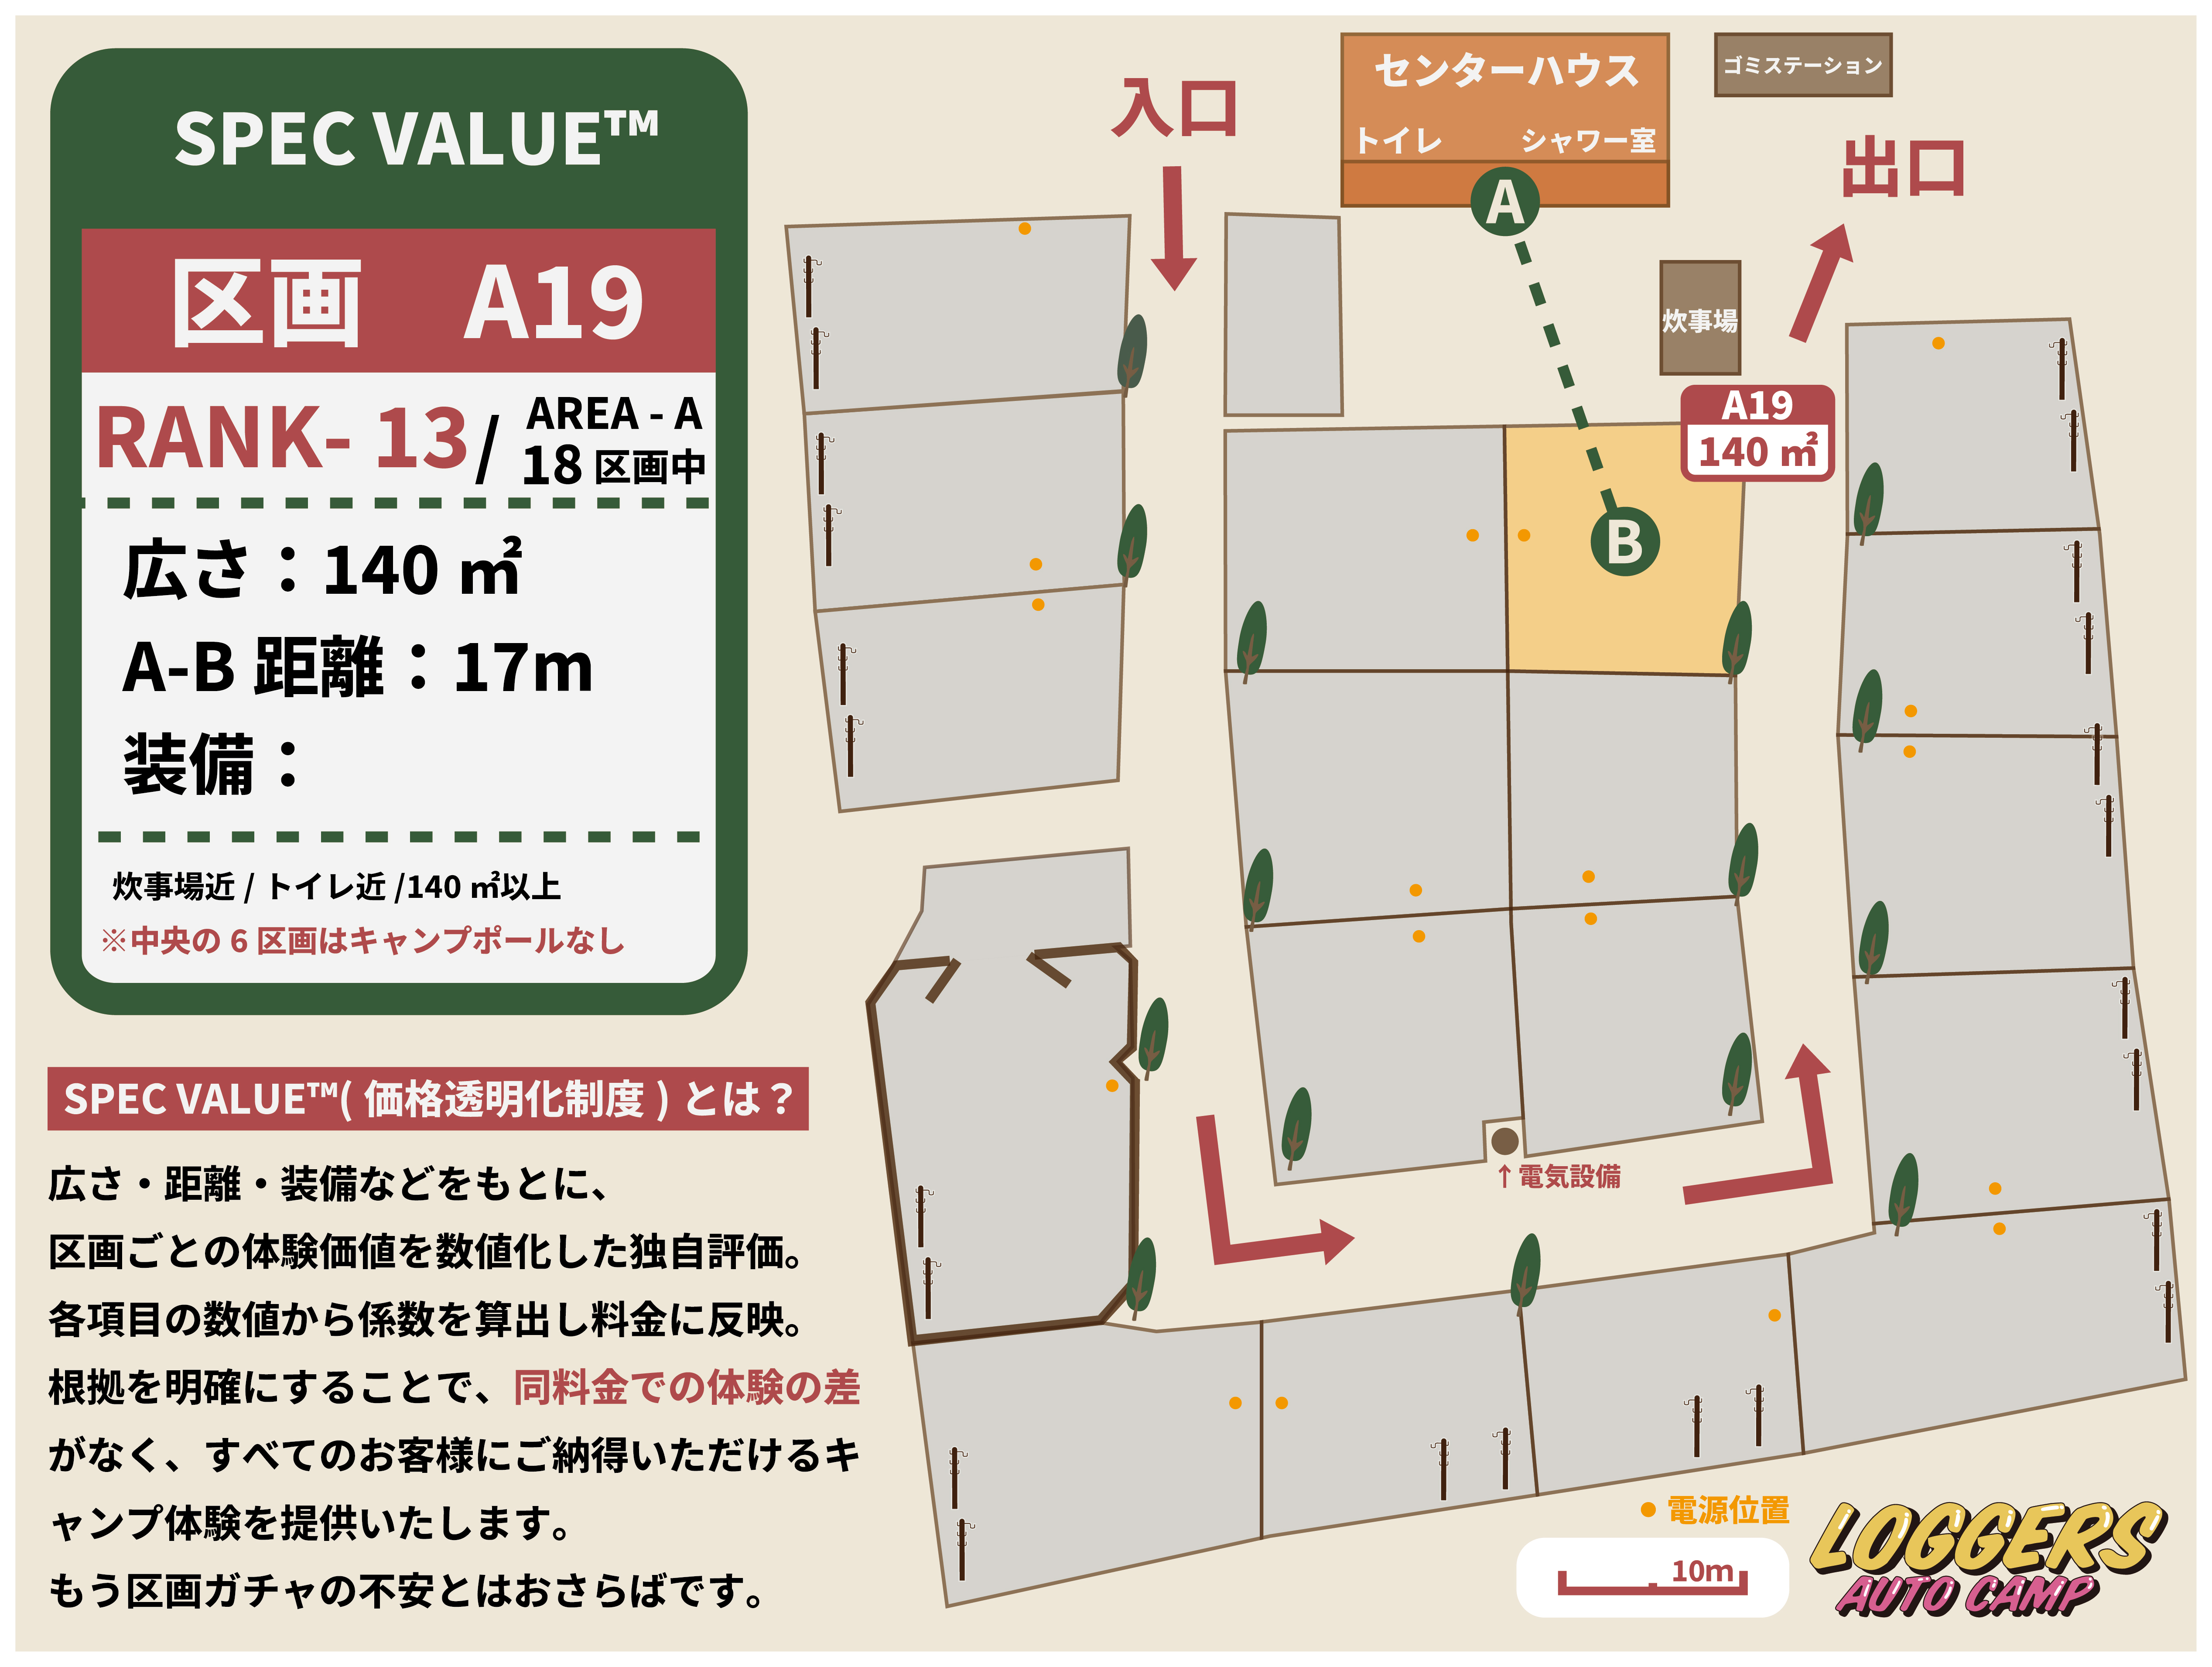 SPEC VALUE™
区画 A19
RANK- 13 / AREA - A
18 区画中
広さ：140 ㎡
A-B 距離：17m
装備：
炊事場近 / トイレ近 /140 ㎡以上
※中央の 6 区画はキャンプポールなし
SPEC VALUE™( 価格透明化制度 ) とは？
広さ・距離・装備などをもとに、
区画ごとの体験価値を数値化した独自評価。
各項目の数値から係数を算出し料金に反映。
根拠を明確にすることで、同料金での体験の差
がなく、すべてのお客様にご納得いただけるキ
ャンプ体験を提供いたします。
もう区画ガチャの不安とはおさらばです。
入口
センターハウス
トイレ シャワー室
ゴミステーション
出口
A
炊事場
A19
140 ㎡
B
↑電気設備
電源位置
10m
LOGGERS
AUTO CAMP